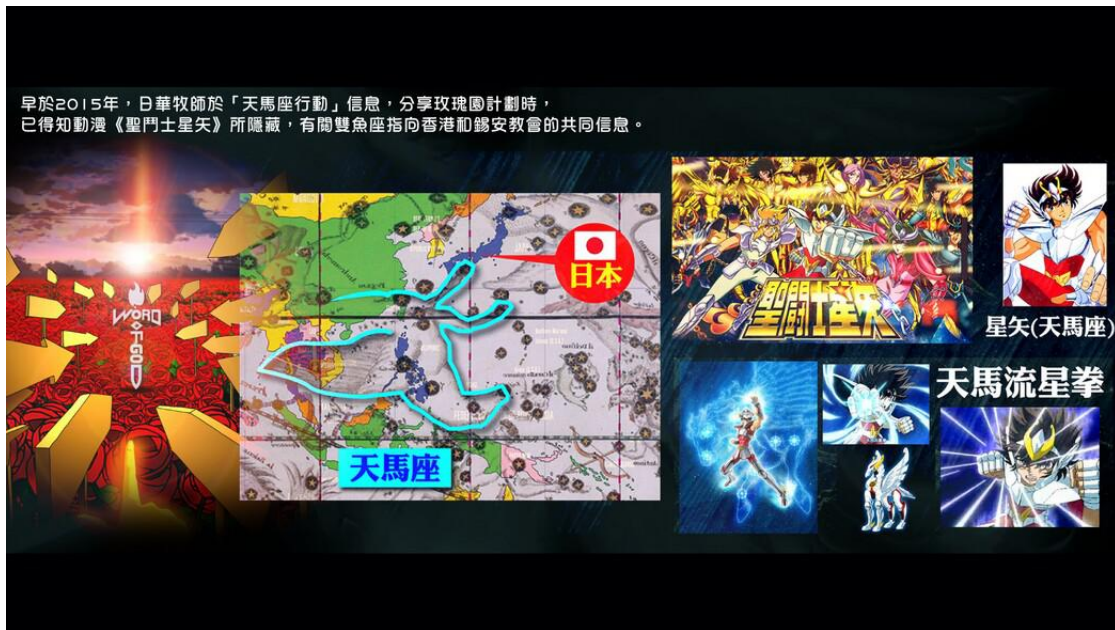 早於2015年，日華牧師於「天馬座行動」信息，分享玫瑰園計劃時，
已得知動漫《聖鬥士星矢》所隱藏，有關雙魚座指向香港和錫安教會的共同信息。
WORD
OF GOD
日本
天馬座
聖闘士星矢
星矢(天馬座)
天馬流星拳